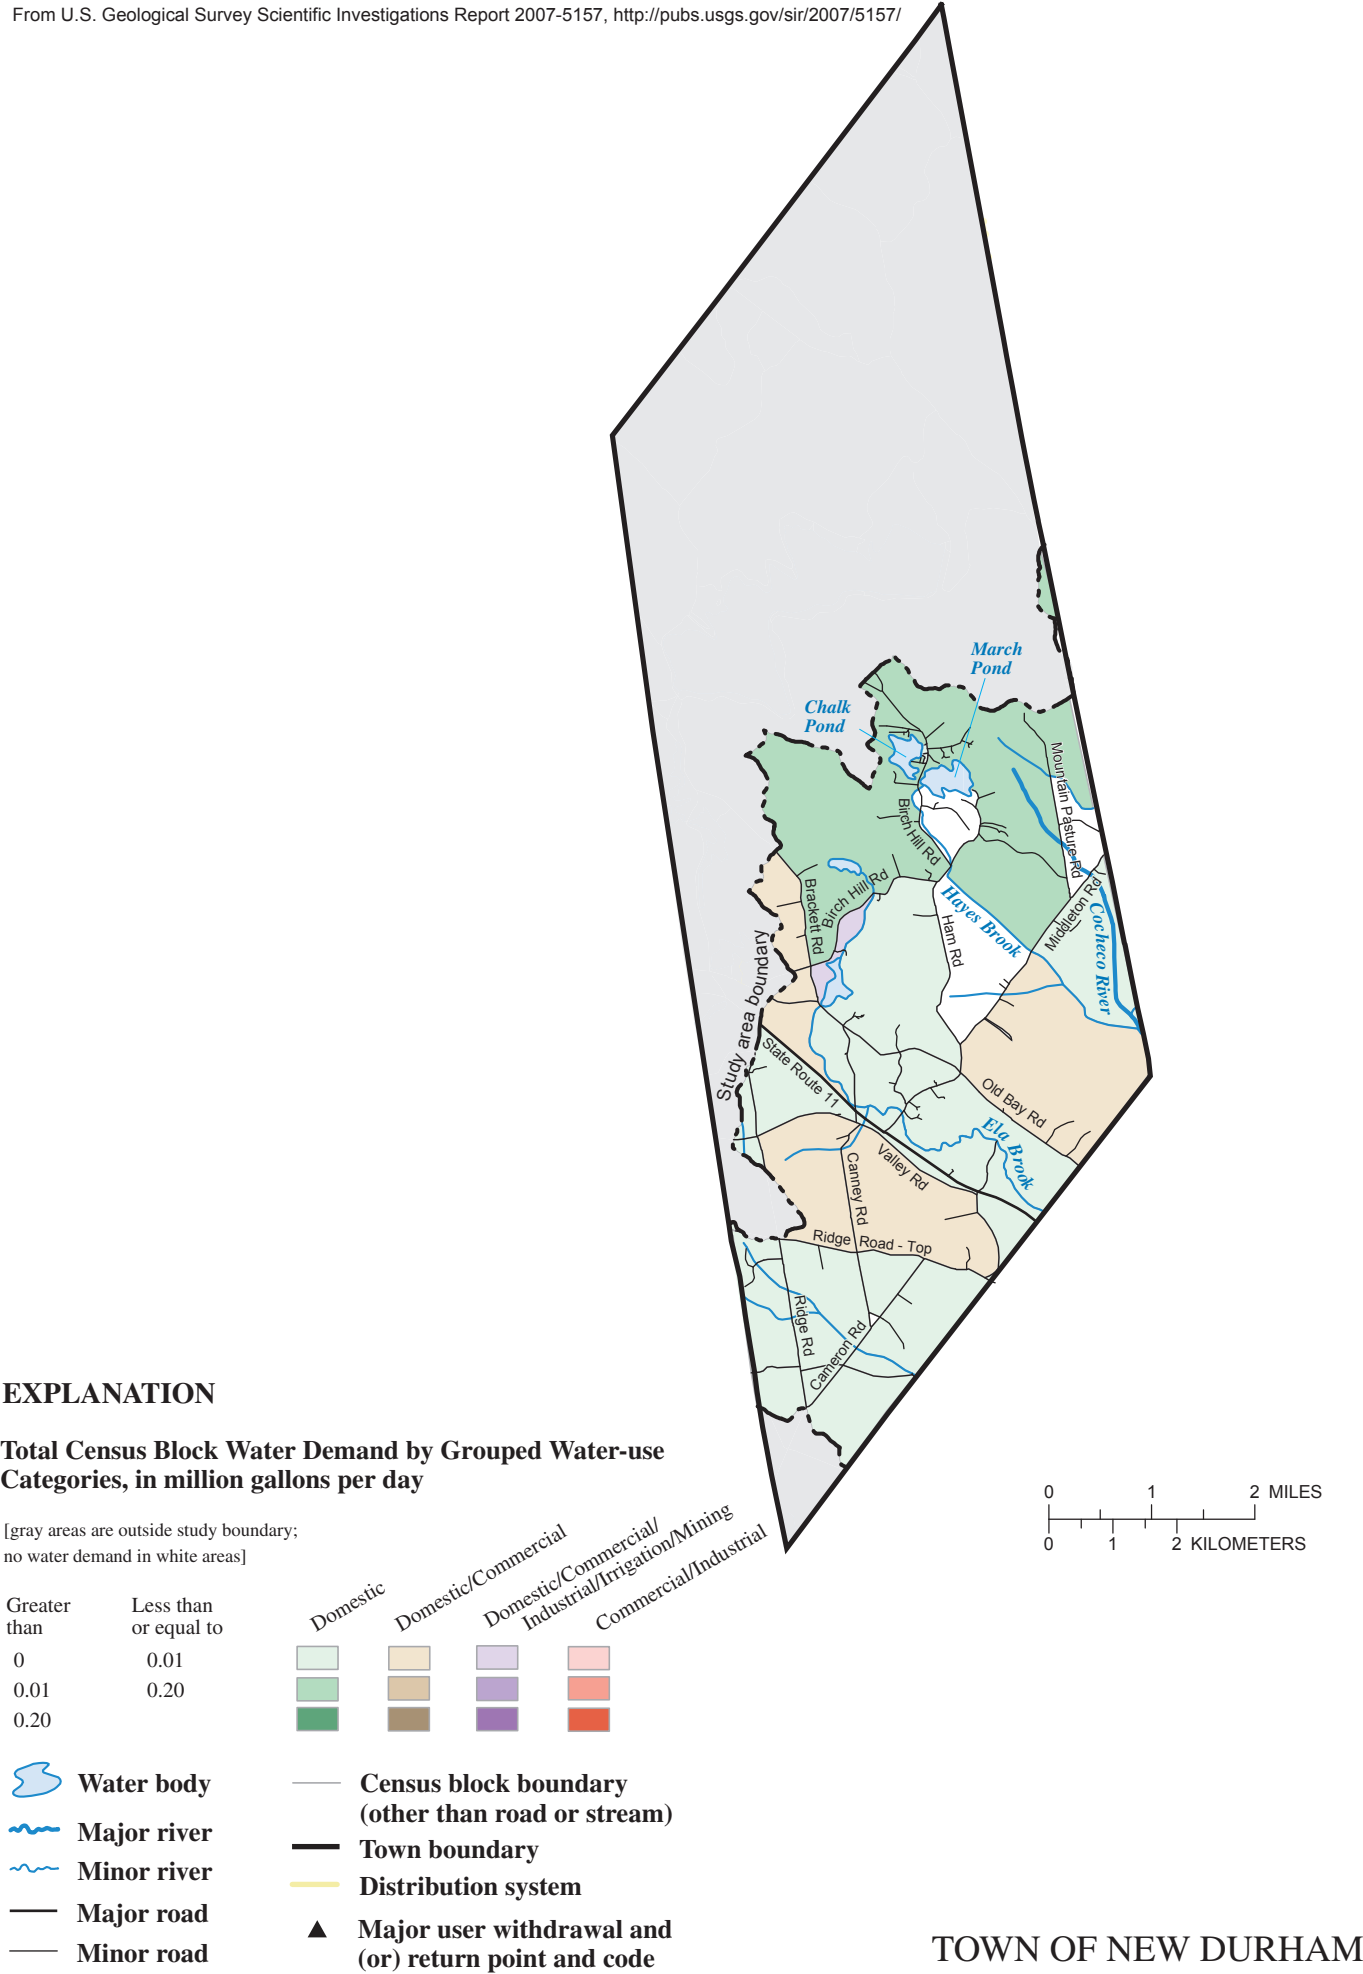 From U.S. Geological Survey Scientific Investigations Report 2007-5157, http://pubs.usgs.gov/sir/2007/5157/
March
Pond
Chalk
Pond
Mountain Pasture Rd
Birch Hill Rd
Birch Hill Rd
Brackett Rd
Hayes Brook
Ham Rd
Middleton Rd
Cocheco River
Study area boundary
State Route 11
Old Bay Rd
Ela Brook
Valley Rd
Canney Rd
Ridge Road - Top
Ridge Rd
Cameron Rd
EXPLANATION
Total Census Block Water Demand by Grouped Water-use
Categories, in million gallons per day
[gray areas are outside study boundary;
no water demand in white areas]
0 1 2 MILES
0 1 2 KILOMETERS
Greater
than
Less than
or equal to
Domestic
Domestic/Commercial
Domestic/Commercial/
Industrial/Irrigation/Mining
Commercial/Industrial
0 0.01
0.01 0.20
0.20
Water body
Major river
Minor river
Major road
Minor road
Census block boundary
(other than road or stream)
Town boundary
Distribution system
Major user withdrawal and
(or) return point and code
TOWN OF NEW DURHAM